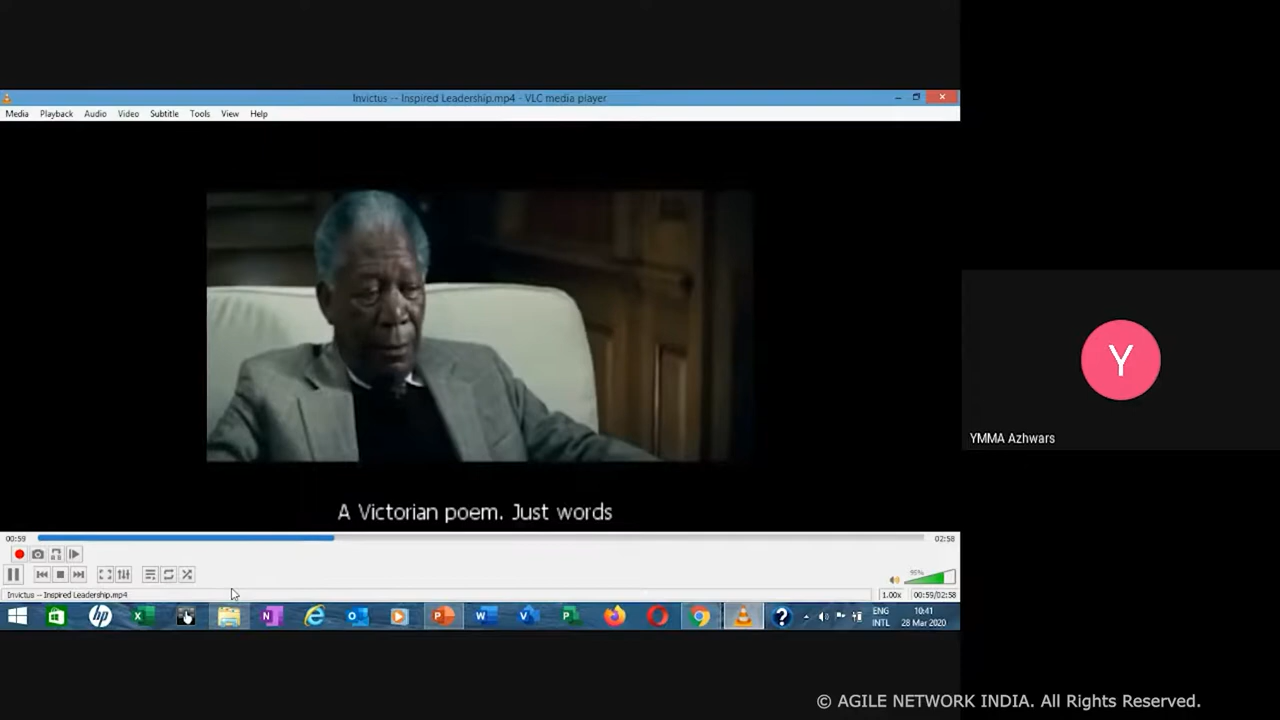 Invictus -- Inspired Leadership.mp4 - VLC media player
Media Playback Audio Video Subtitle Tools View Help
A Victorian poem. Just words
Y
YMMA Azhwars
00:59 02:58
95%
Invictus -- Inspired Leadership.mp4 1.00x 00:59/02:58
ENG 10:41
INTL 28 Mar 2020
© AGILE NETWORK INDIA. All Rights Reserved.